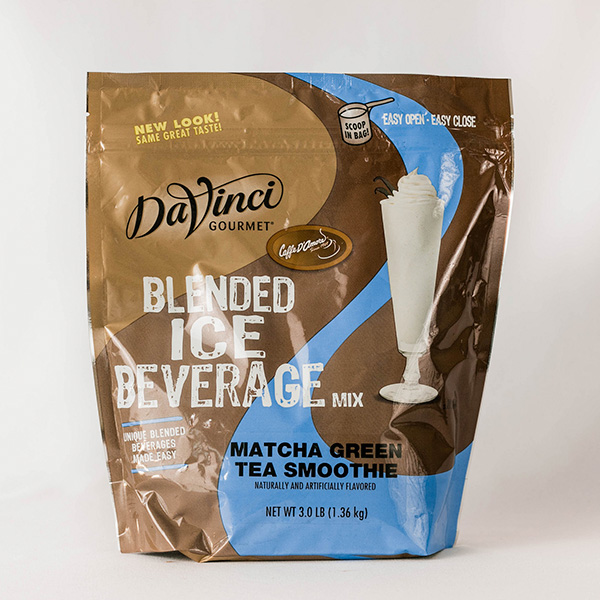 NEW LOOK!
SAME GREAT TASTE!
SCOOP
IN BAG!
EASY OPEN - EASY CLOSE
DaVinci
GOURMET®
Caffe D'Amore
BLENDED
ICE
BEVERAGE MIX
UNIQUE BLENDED
BEVERAGES
MADE EASY
MATCHA GREEN
TEA SMOOTHIE
NATURALLY AND ARTIFICIALLY FLAVORED
NET WT 3.0 LB (1.36 kg)